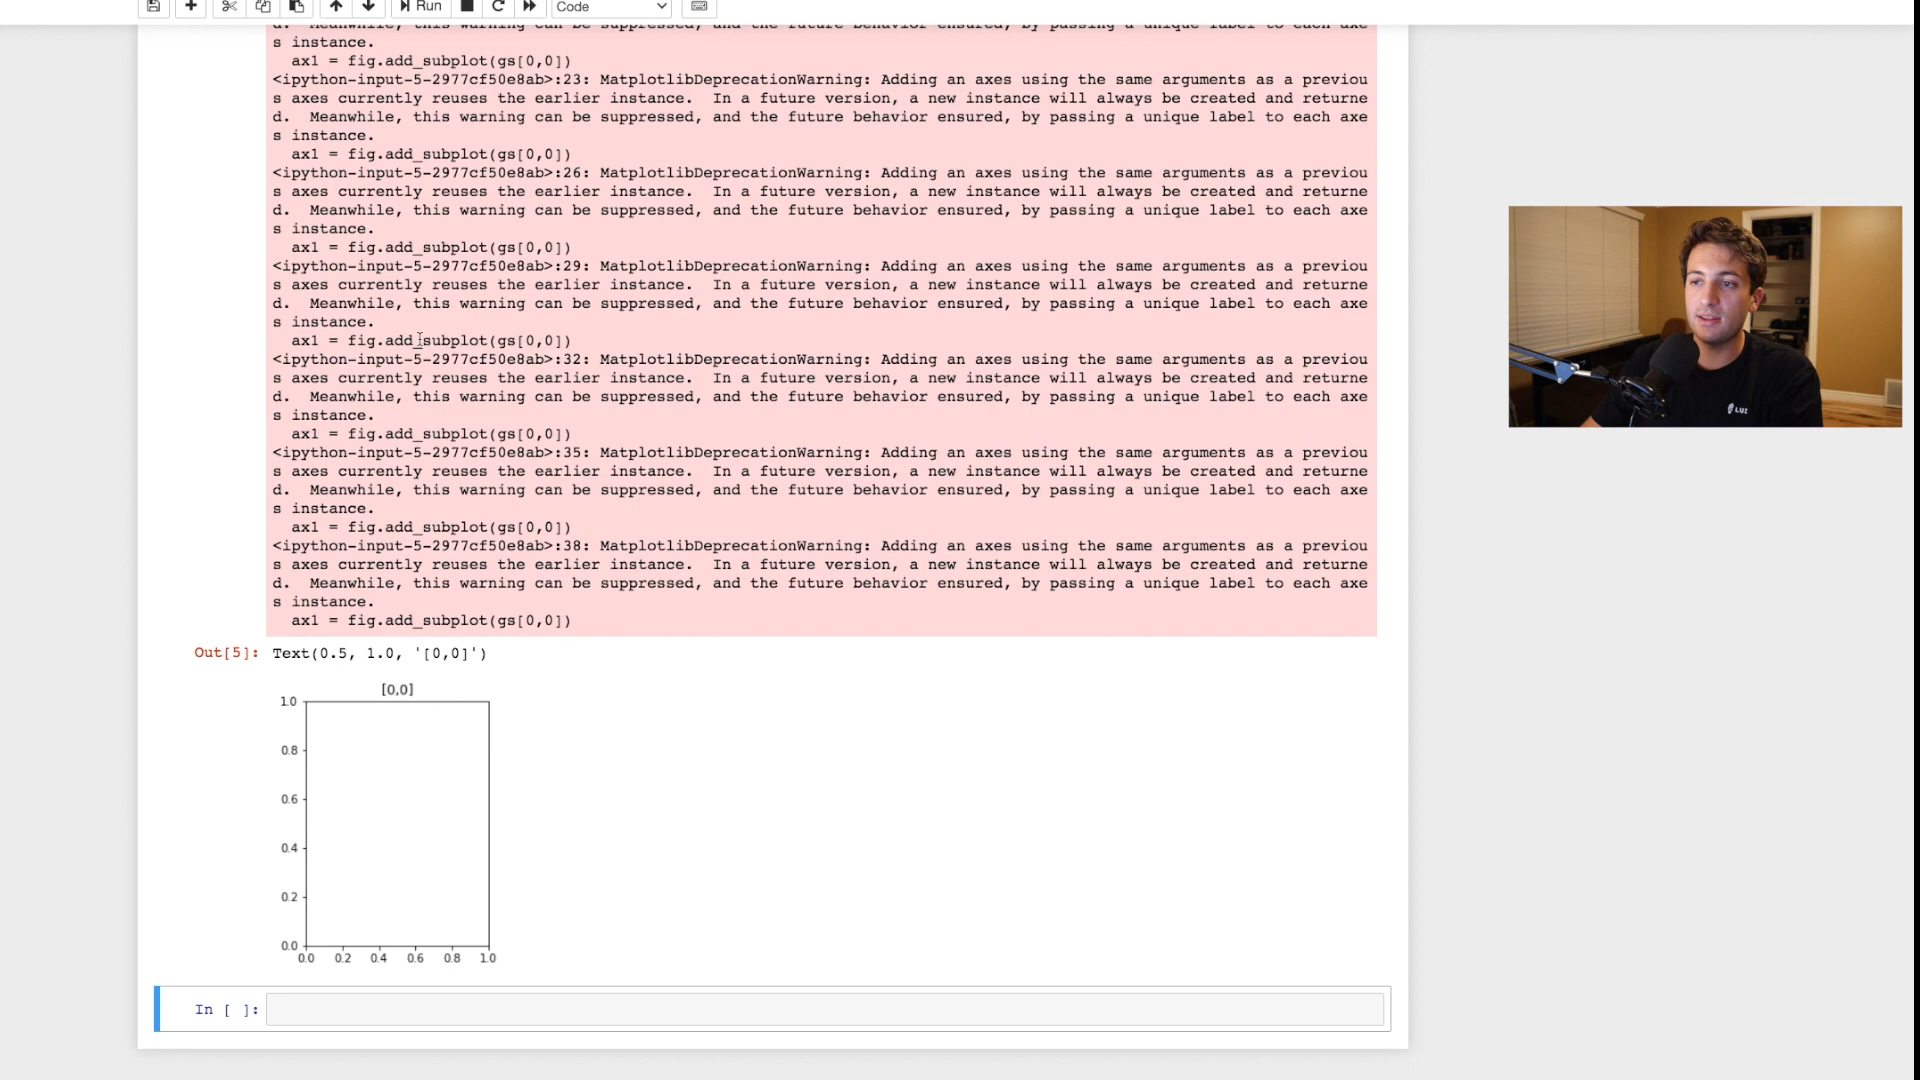 Run
Code
d. Meanwhile, this warning can be suppressed, and the future behavior ensured, by passing a unique label to each axe
s instance.
ax1 = fig.add_subplot(gs[0,0])
<ipython-input-5-2977cf50e8ab>:23: MatplotlibDeprecationWarning: Adding an axes using the same arguments as a previou
s axes currently reuses the earlier instance.  In a future version, a new instance will always be created and returne
d.  Meanwhile, this warning can be suppressed, and the future behavior ensured, by passing a unique label to each axe
s instance.
ax1 = fig.add_subplot(gs[0,0])
<ipython-input-5-2977cf50e8ab>:26: MatplotlibDeprecationWarning: Adding an axes using the same arguments as a previou
s axes currently reuses the earlier instance.  In a future version, a new instance will always be created and returne
d.  Meanwhile, this warning can be suppressed, and the future behavior ensured, by passing a unique label to each axe
s instance.
ax1 = fig.add_subplot(gs[0,0])
<ipython-input-5-2977cf50e8ab>:29: MatplotlibDeprecationWarning: Adding an axes using the same arguments as a previou
s axes currently reuses the earlier instance.  In a future version, a new instance will always be created and returne
d.  Meanwhile, this warning can be suppressed, and the future behavior ensured, by passing a unique label to each axe
s instance.
ax1 = fig.add_subplot(gs[0,0])
<ipython-input-5-2977cf50e8ab>:32: MatplotlibDeprecationWarning: Adding an axes using the same arguments as a previou
s axes currently reuses the earlier instance.  In a future version, a new instance will always be created and returne
d.  Meanwhile, this warning can be suppressed, and the future behavior ensured, by passing a unique label to each axe
s instance.
ax1 = fig.add_subplot(gs[0,0])
<ipython-input-5-2977cf50e8ab>:35: MatplotlibDeprecationWarning: Adding an axes using the same arguments as a previou
s axes currently reuses the earlier instance.  In a future version, a new instance will always be created and returne
d.  Meanwhile, this warning can be suppressed, and the future behavior ensured, by passing a unique label to each axe
s instance.
ax1 = fig.add_subplot(gs[0,0])
<ipython-input-5-2977cf50e8ab>:38: MatplotlibDeprecationWarning: Adding an axes using the same arguments as a previou
s axes currently reuses the earlier instance.  In a future version, a new instance will always be created and returne
d.  Meanwhile, this warning can be suppressed, and the future behavior ensured, by passing a unique label to each axe
s instance.
ax1 = fig.add_subplot(gs[0,0])
Out[5]: Text(0.5, 1.0, '[0,0]')
[0,0]
1.0
0.8
0.6
0.4
0.2
0.0
0.0 0.2 0.4 0.6 0.8 1.0
In [ ]:
LUX